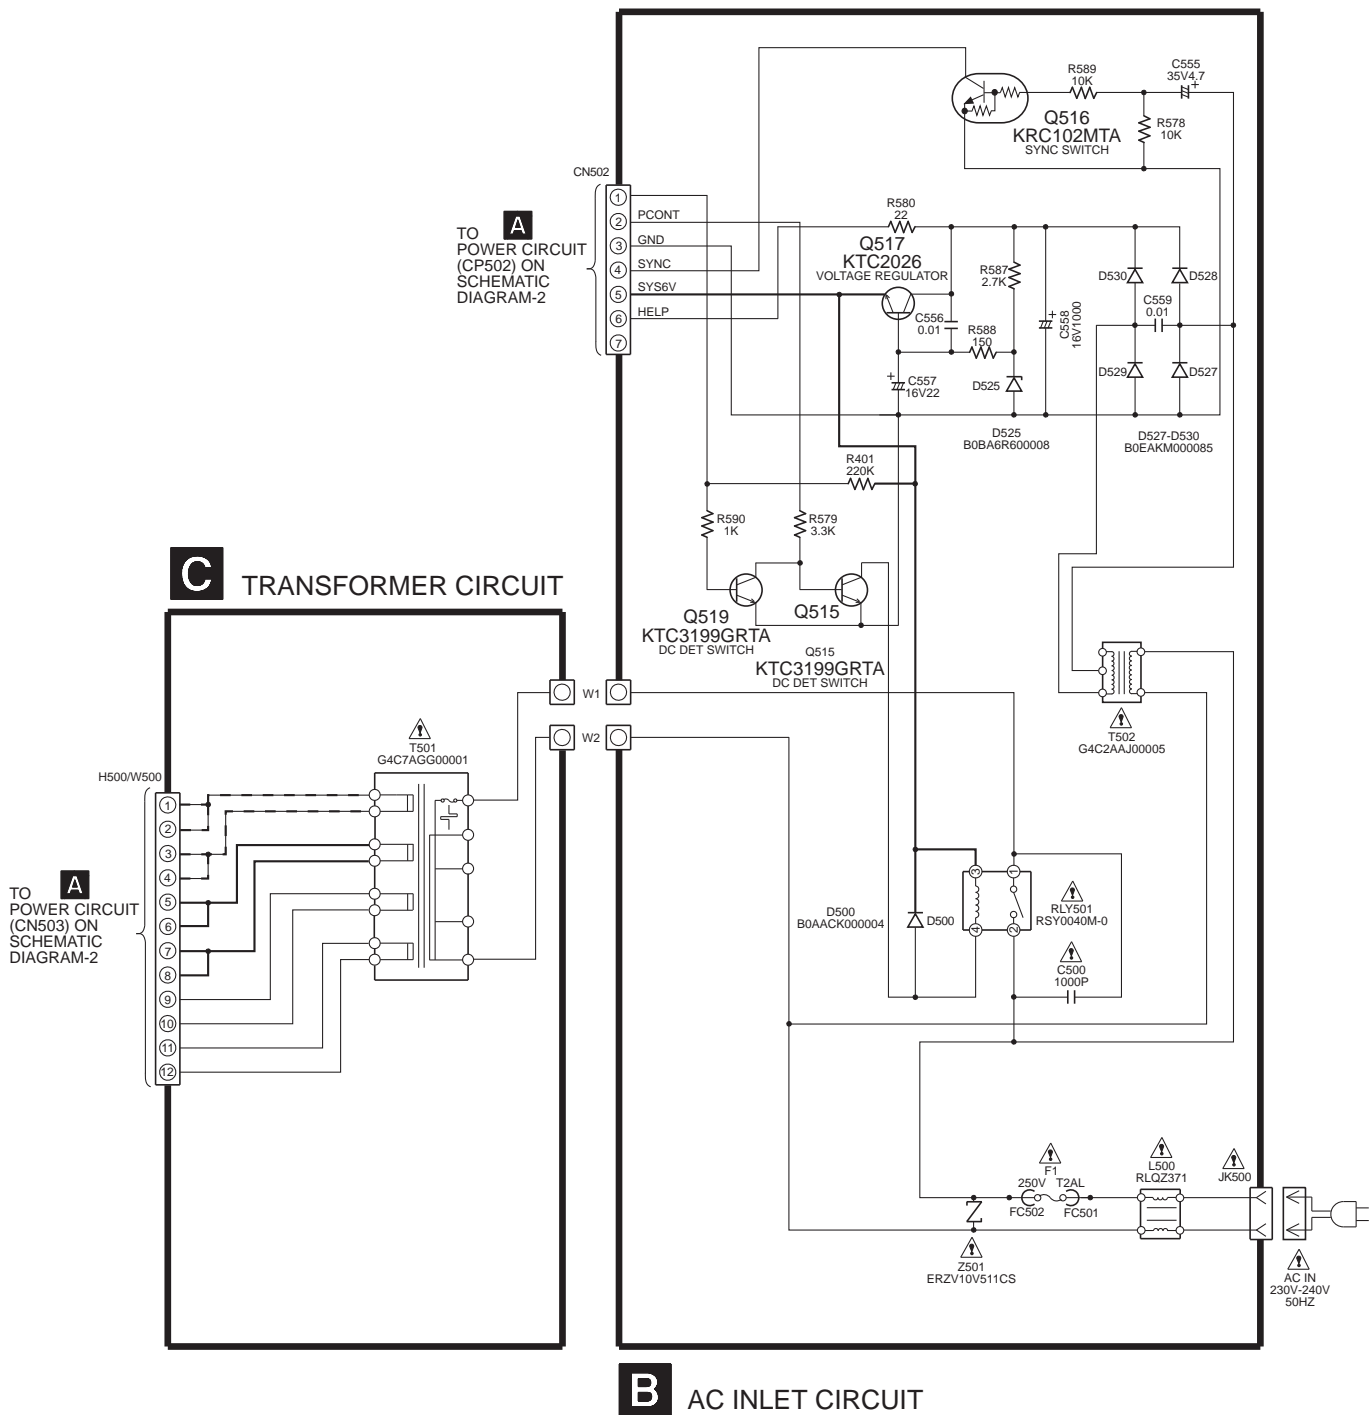 C555
35V4.7
+
R589
10K
R578
10K
Q516
KRC102MTA
SYNC SWITCH
CN502
1
2 PCONT
3 GND
4 SYNC
5 SYS6V
6 HELP
7
TO A
POWER CIRCUIT
(CP502) ON
SCHEMATIC
DIAGRAM-2
R580
22
Q517
KTC2026
VOLTAGE REGULATOR
R587
2.7K
D530
D528
C556
0.01
R588
150
+
C558
16V1000
C559
0.01
+
C557
16V22
D525
D529
D527
D525
B0BA6R600008
D527-D530
B0EAKM000085
R401
220K
R590
1K
R579
3.3K
Q519
KTC3199GRTA
DC DET SWITCH
Q515
Q515
KTC3199GRTA
DC DET SWITCH
C TRANSFORMER CIRCUIT
W1
W2
T502
G4C2AAJ00005
T501
G4C7AGG00001
H500/W500
1
2
3
4
5
6
7
8
9
10
11
12
TO A
POWER CIRCUIT
(CN503) ON
SCHEMATIC
DIAGRAM-2
D500
B0AACK000004
D500
3
1
4
2
RLY501
RSY0040M-0
C500
1000P
F1
250V T2AL
FC502 FC501
L500
RLQZ371
JK500
Z501
ERZV10V511CS
AC IN
230V-240V
50HZ
B AC INLET CIRCUIT